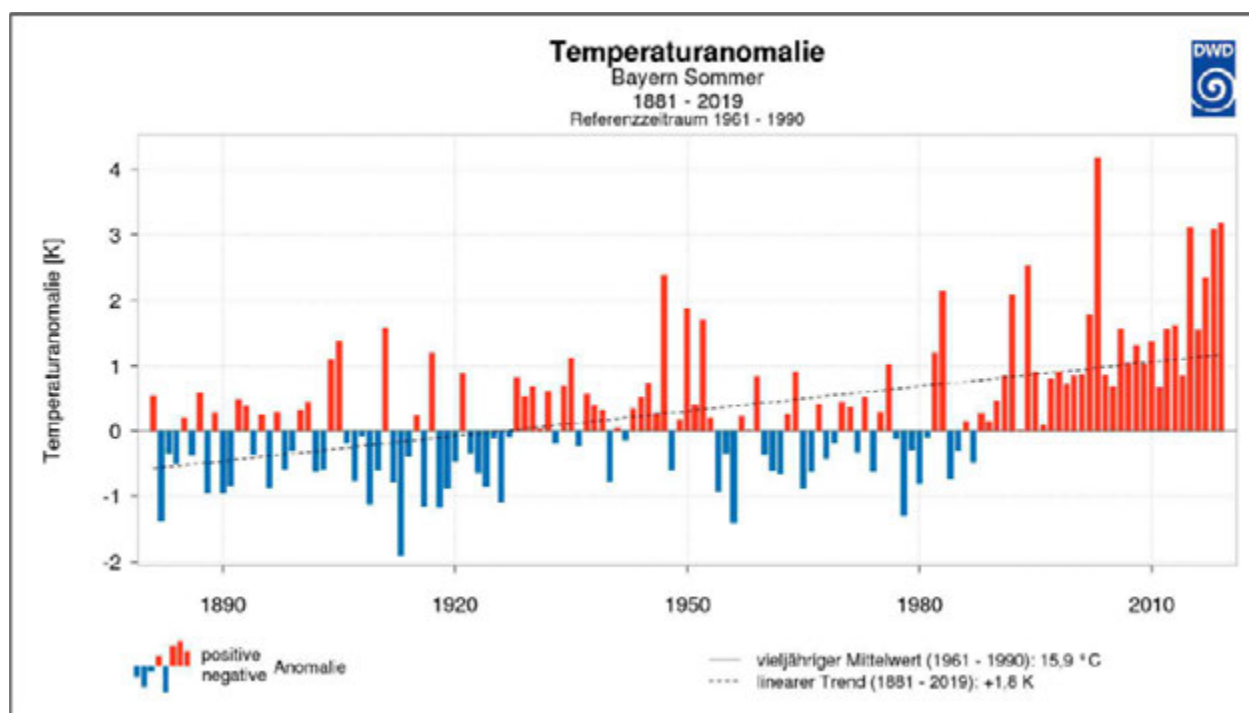 Temperaturanomalie
Bayern Sommer
1881 - 2019
Referenzzeitraum 1961 - 1990
DWD
Temperaturanomalie [K]
4
3
2
1
0
-1
-2
1890
1920
1950
1980
2010
positive
negative
Anomalie
vieljähriger Mittelwert (1961 - 1990): 15,9 °C
linearer Trend (1881 - 2019): +1,8 K